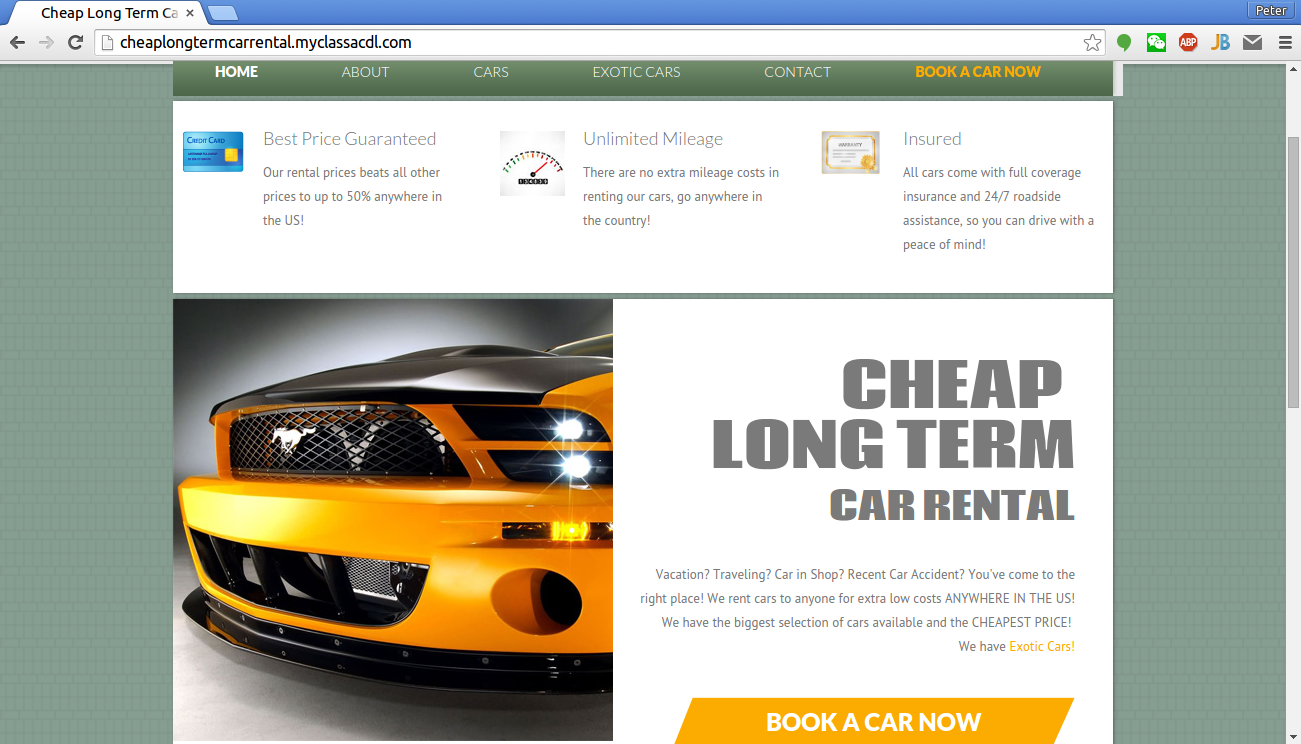 Cheap Long Term Ca
Peter
cheaplongtermcarrental.myclassacdl.com
ABP
JB
HOME
ABOUT
CARS
EXOTIC CARS
CONTACT
BOOK A CAR NOW
CREDIT CARD
Best Price Guaranteed
Our rental prices beats all other
prices to up to 50% anywhere in
the US!
Unlimited Mileage
There are no extra mileage costs in
renting our cars, go anywhere in
the country!
WARRANTY
Insured
All cars come with full coverage
insurance and 24/7 roadside
assistance, so you can drive with a
peace of mind!
CHEAP
LONG TERM
CAR RENTAL
Vacation? Traveling? Car in Shop? Recent Car Accident? You've come to the
right place! We rent cars to anyone for extra low costs ANYWHERE IN THE US!
We have the biggest selection of cars available and the CHEAPEST PRICE!
We have Exotic Cars!
BOOK A CAR NOW